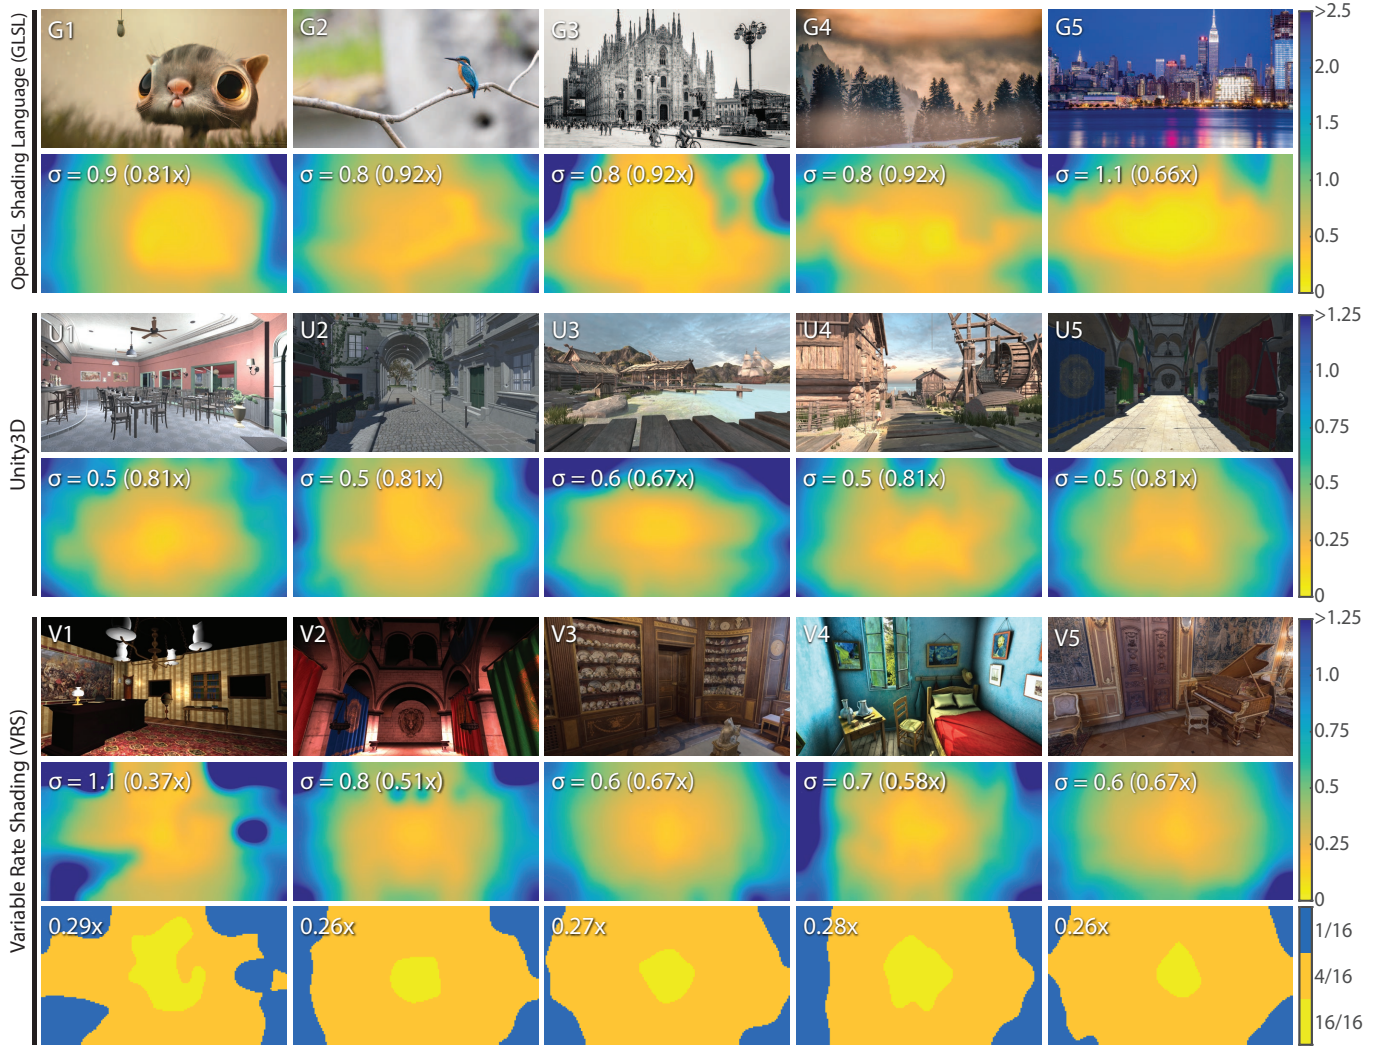 OpenGL Shading Language (GLSL)
G1
G2
G3
G4
G5
σ = 0.9 (0.81x)
σ = 0.8 (0.92x)
σ = 0.8 (0.92x)
σ = 0.8 (0.92x)
σ = 1.1 (0.66x)
>2.5
2.0
1.5
1.0
0.5
0
Unity3D
U1
U2
U3
U4
U5
σ = 0.5 (0.81x)
σ = 0.5 (0.81x)
σ = 0.6 (0.67x)
σ = 0.5 (0.81x)
σ = 0.5 (0.81x)
>1.25
1.0
0.75
0.5
0.25
0
Variable Rate Shading (VRS)
V1
V2
V3
V4
V5
σ = 1.1 (0.37x)
σ = 0.8 (0.51x)
σ = 0.6 (0.67x)
σ = 0.7 (0.58x)
σ = 0.6 (0.67x)
>1.25
1.0
0.75
0.5
0.25
0
0.29x
0.26x
0.27x
0.28x
0.26x
1/16
4/16
16/16